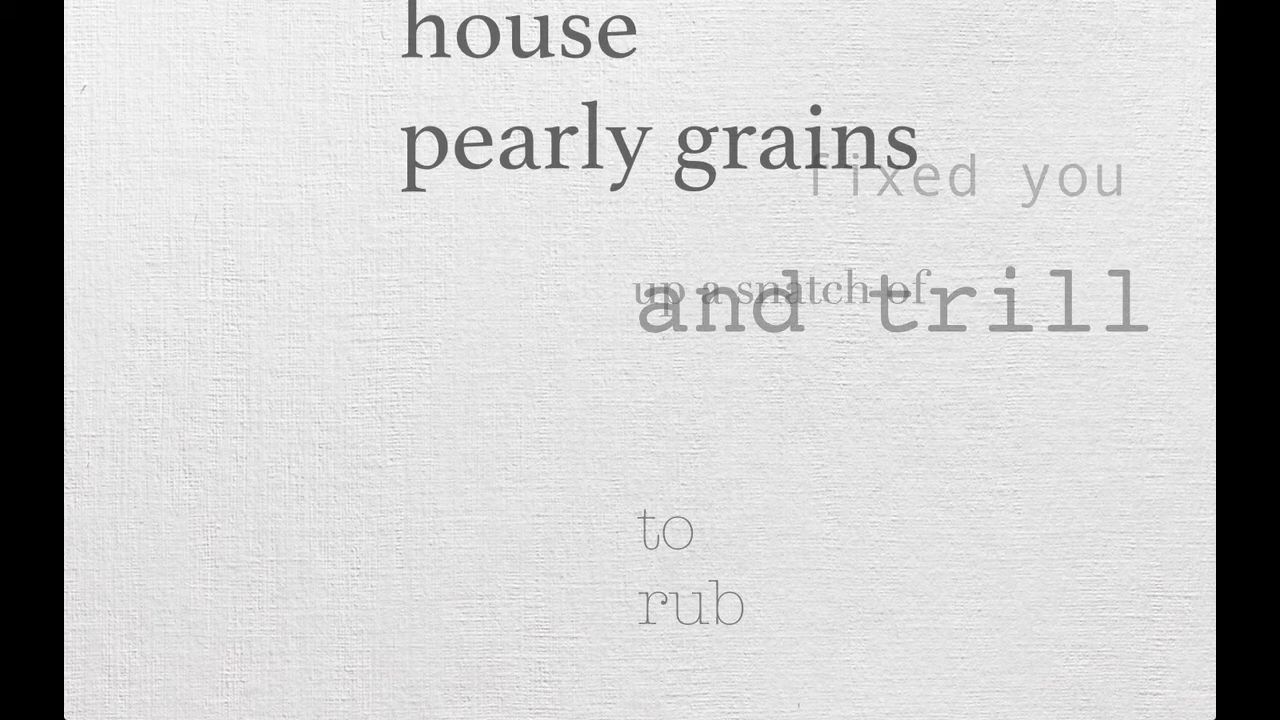 house
pearly grains
fixed you
up a snatch of
and trill
to
rub